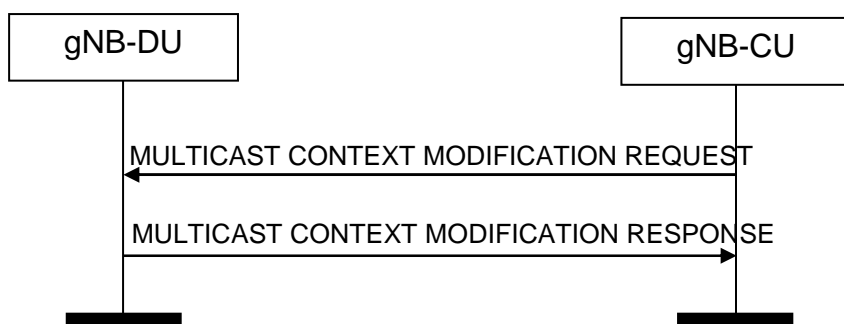 gNB-DU
gNB-CU
MULTICAST CONTEXT MODIFICATION REQUEST
MULTICAST CONTEXT MODIFICATION RESPONSE